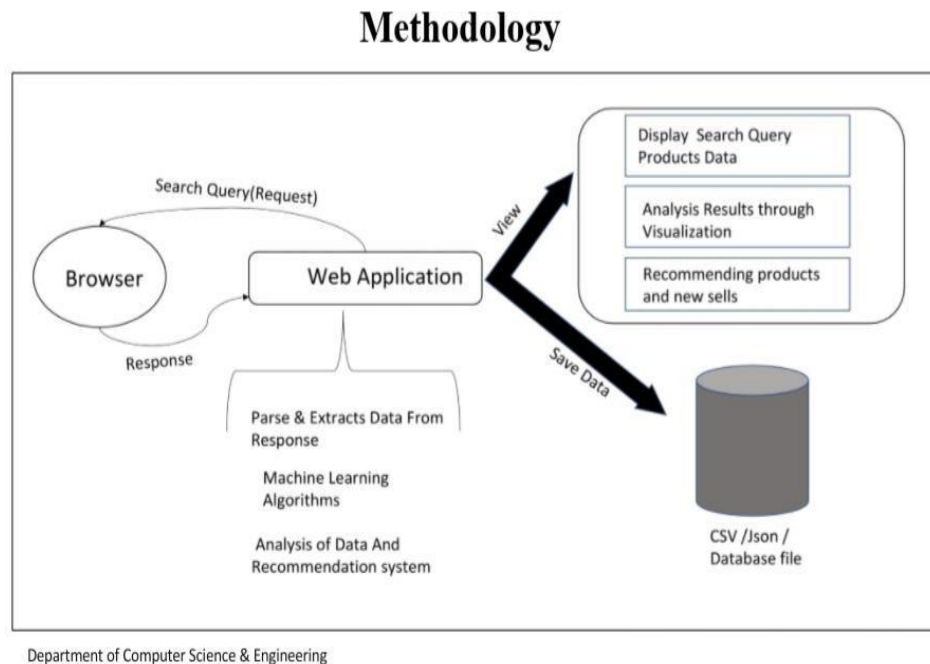 Methodology
Search Query(Request)
Browser
Web Application
Response
Parse & Extracts Data From
Response
Machine Learning
Algorithms
Analysis of Data And
Recommendation system
View
Save Data
Display Search Query
Products Data
Analysis Results through
Visualization
Recommending products
and new sells
CSV /Json /
Database file
Department of Computer Science & Engineering